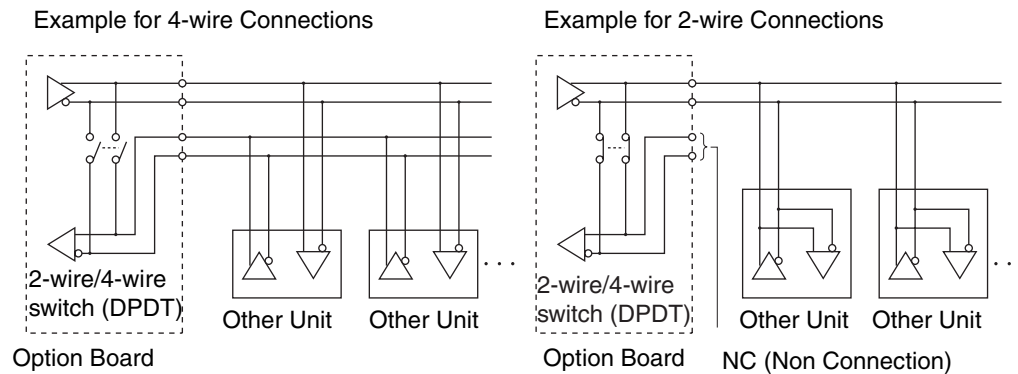 Example for 4-wire Connections
2-wire/4-wire
switch (DPDT)
Other Unit
Other Unit
. . .
Option Board
Example for 2-wire Connections
2-wire/4-wire
switch (DPDT)
Other Unit
Other Unit
. .
Option Board
NC (Non Connection)